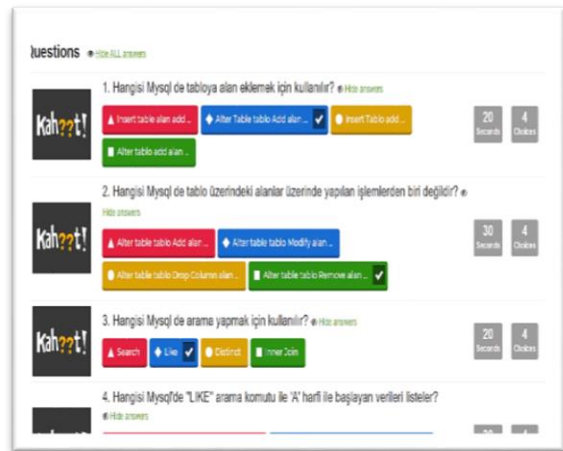 Questions Hide ALL answers
1. Hangisi Mysql de tabloya alan eklemek için kullanılır? Hide answers
Kah??t!
Insert table alan add ...
Alter Table tablo Add alan ...
Insert Tablo add ...
Alter tablo add alan ...
20 Seconds
4 Choices
2. Hangisi Mysql de tablo üzerindeki alanlar üzerinde yapılan işlemlerden biri değildir?
Hide answers
Kah??t!
Alter table tablo Add alan ...
Alter table tablo Modify alan ...
Alter table tablo Drop Column alan ...
Alter table tablo Remove alan ...
30 Seconds
4 Choices
3. Hangisi Mysql de arama yapmak için kullanılır? Hide answers
Kah??t!
Search
Like
Distinct
Inner Join
20 Seconds
4 Choices
4. Hangisi Mysql'de "LIKE" arama komutu ile 'A' harfi ile başlayan verileri listeler?
Hide answers